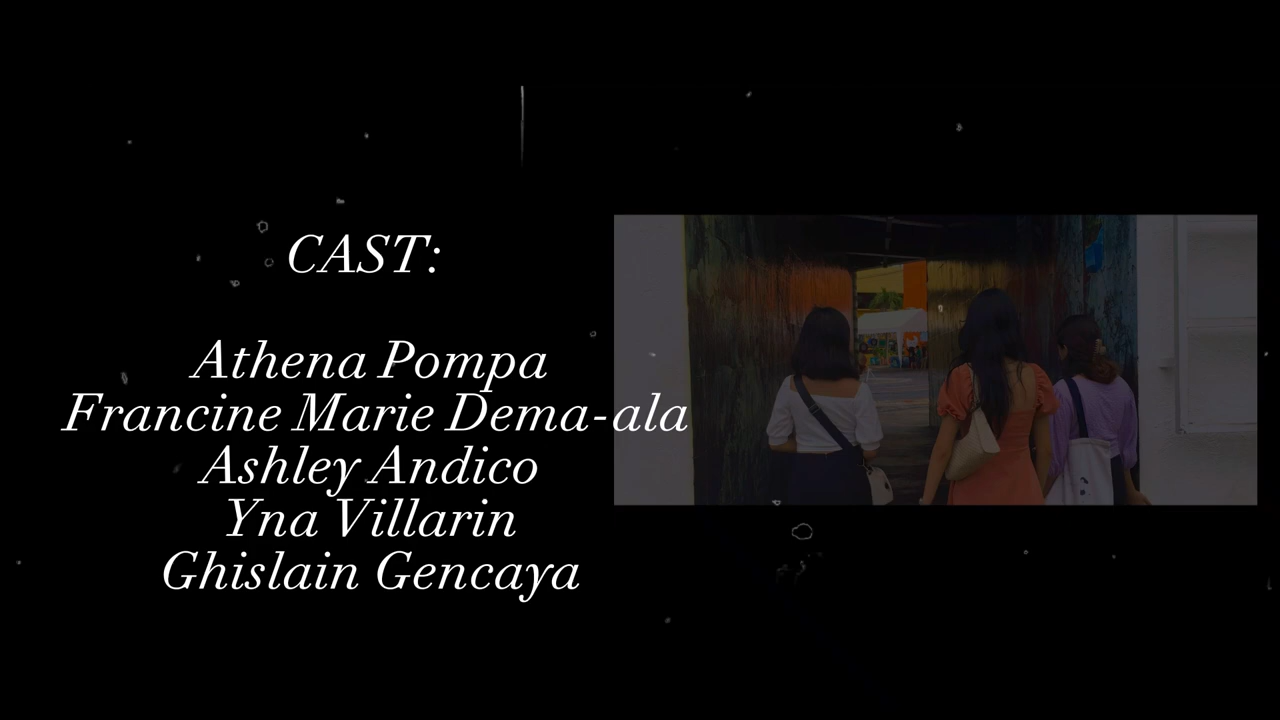 CAST:
Athena Pompa
Francine Marie Dema-ala
Ashley Andico
Yna Villarin
Ghislain Gencaya